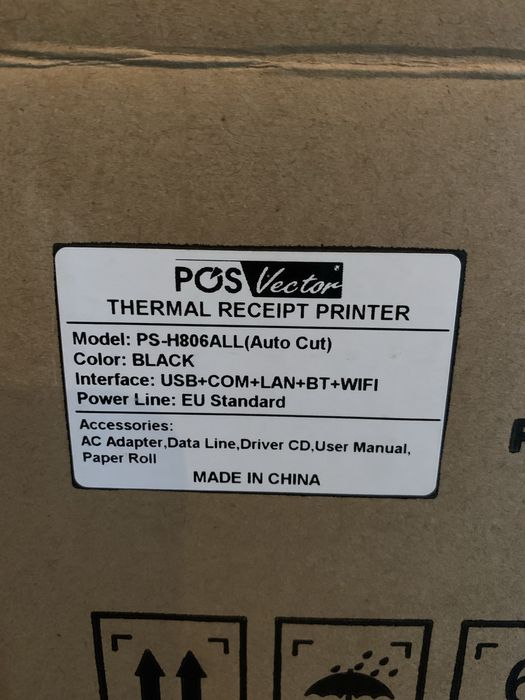 POS Vector
THERMAL RECEIPT PRINTER
Model: PS-H806ALL(Auto Cut)
Color: BLACK
Interface: USB+COM+LAN+BT+WIFI
Power Line: EU Standard
Accessories:
AC Adapter,Data Line,Driver CD,User Manual,
Paper Roll
MADE IN CHINA